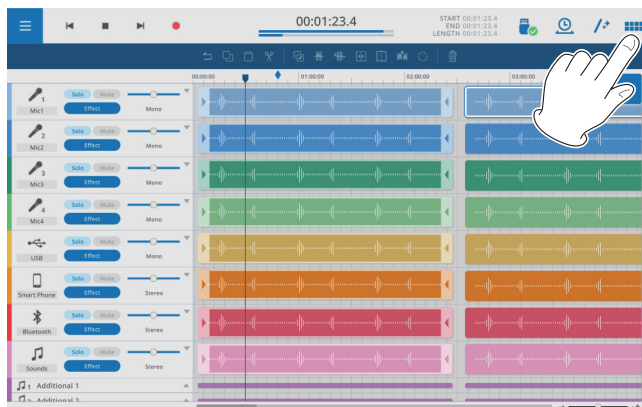 00:01:23.4
START 00:01:23.4
END 00:01:23.4
LENGTH 00:01:23.4
00:00:00 01:00:00 02:00:00 03:00:00
1 Solo Mute
Mic1 Effect Mono
2 Solo Mute
Mic2 Effect Mono
3 Solo Mute
Mic3 Effect Mono
4 Solo Mute
Mic4 Effect Mono
Solo Mute
USB Effect Mono
Solo Mute
Smart Phone Effect Stereo
Solo Mute
Bluetooth Effect Stereo
Solo Mute
Sounds Effect Stereo
1 Additional 1
2 Additional 2